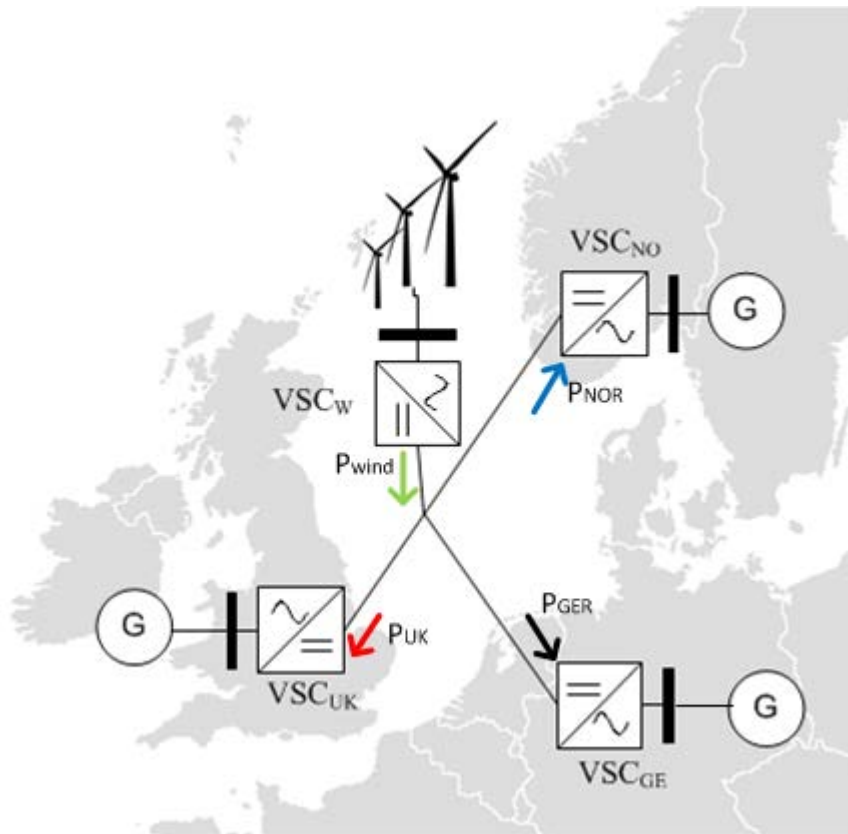 VSC_NO
G
P_NOR
VSC_W
P_wind
G
P_UK
VSC_UK
P_GER
G
VSC_GE